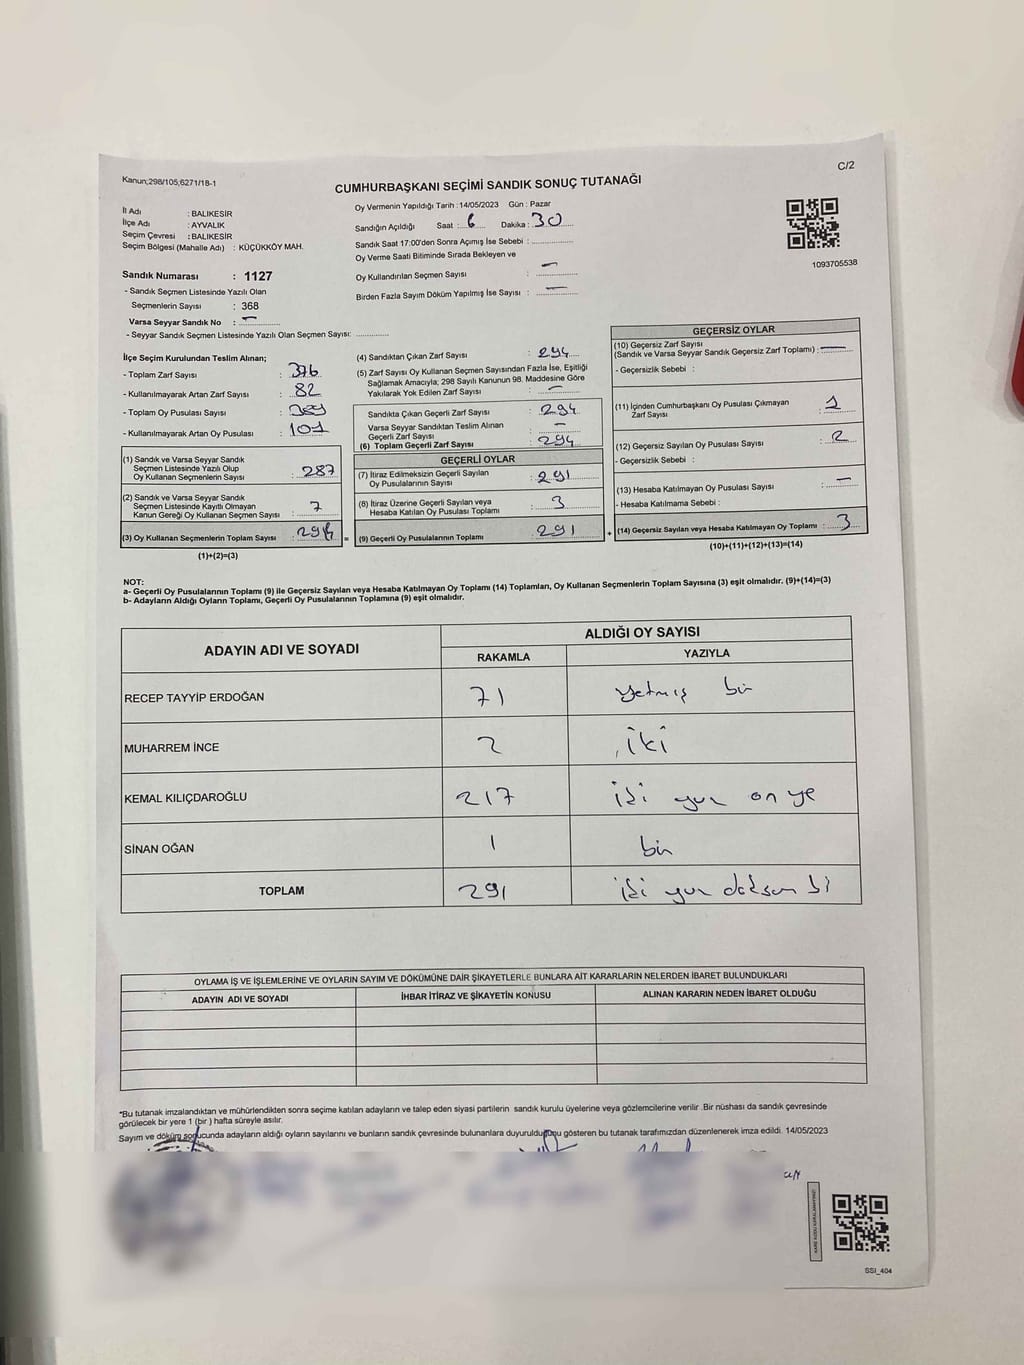 C/2
Kanun;298/105;6271/18-1
CUMHURBAŞKANI SEÇİMİ SANDIK SONUÇ TUTANAĞI
İl Adı : BALIKESİR
İlçe Adı : AYVALIK
Seçim Çevresi : BALIKESİR
Seçim Bölgesi (Mahalle Adı) : KÜÇÜKKÖY MAH.
Sandık Numarası : 1127
- Sandık Seçmen Listesinde Yazılı Olan
Seçmenlerin Sayısı : 368
Varsa Seyyar Sandık No : —
- Seyyar Sandık Seçmen Listesinde Yazılı Olan Seçmen Sayısı: ............
Oy Vermenin Yapıldığı Tarih : 14/05/2023 Gün : Pazar
Sandığın Açıldığı Saat : 6 Dakika : 30
Sandık Saat 17:00'den Sonra Açımış İse Sebebi : ..............
Oy Verme Saati Bitiminde Sırada Bekleyen ve
Oy Kullandırılan Seçmen Sayısı : —
Birden Fazla Sayım Döküm Yapılmış İse Sayısı : —
1093705538
İlçe Seçim Kurulundan Teslim Alınan;
- Toplam Zarf Sayısı : 376
- Kullanılmayarak Artan Zarf Sayısı : 82
- Toplam Oy Pusulası Sayısı :
- Kullanılmayarak Artan Oy Pusulası : 101
(1) Sandık ve Varsa Seyyar Sandık
Seçmen Listesinde Yazılı Olup
Oy Kullanan Seçmenlerin Sayısı : 287
(2) Sandık ve Varsa Seyyar Sandık
Seçmen Listesinde Kayıtlı Olmayan
Kanun Gereği Oy Kullanan Seçmen Sayısı : 7
(3) Oy Kullanan Seçmenlerin Toplam Sayısı : 294
(1)+(2)=(3)
(4) Sandıktan Çıkan Zarf Sayısı : 294
(5) Zarf Sayısı Oy Kullanan Seçmen Sayısından Fazla İse, Eşitliği
Sağlamak Amacıyla; 298 Sayılı Kanunun 98. Maddesine Göre
Yakılarak Yok Edilen Zarf Sayısı : —
Sandıkta Çıkan Geçerli Zarf Sayısı : 294
Varsa Seyyar Sandıktan Teslim Alınan
Geçerli Zarf Sayısı : —
(6) Toplam Geçerli Zarf Sayısı : 294
GEÇERLİ OYLAR
(7) İtiraz Edilmeksizin Geçerli Sayılan
Oy Pusulalarının Sayısı : 291
(8) İtiraz Üzerine Geçerli Sayılan veya
Hesaba Katılan Oy Pusulası Toplamı : 3
= (9) Geçerli Oy Pusulalarının Toplamı : 291
GEÇERSİZ OYLAR
(10) Geçersiz Zarf Sayısı
(Sandık ve Varsa Seyyar Sandık Geçersiz Zarf Toplamı) : —
- Geçersizlik Sebebi :
(11) İçinden Cumhurbaşkanı Oy Pusulası Çıkmayan
Zarf Sayısı : 1
(12) Geçersiz Sayılan Oy Pusulası Sayısı : 2
- Geçersizlik Sebebi :
(13) Hesaba Katılmayan Oy Pusulası Sayısı : —
- Hesaba Katılmama Sebebi :
+ (14) Geçersiz Sayılan veya Hesaba Katılmayan Oy Toplamı : 3
(10)+(11)+(12)+(13)=(14)
NOT:
a- Geçerli Oy Pusulalarının Toplamı (9) ile Geçersiz Sayılan veya Hesaba Katılmayan Oy Toplamı (14) Toplamları, Oy Kullanan Seçmenlerin Toplam Sayısına (3) eşit olmalıdır. (9)+(14)=(3)
b- Adayların Aldığı Oyların Toplamı, Geçerli Oy Pusulalarının Toplamına (9) eşit olmalıdır.
ADAYIN ADI VE SOYADI ALDIĞI OY SAYISI
RAKAMLA YAZIYLA
RECEP TAYYİP ERDOĞAN 71 yetmiş bir
MUHARREM İNCE 2 iki
KEMAL KILIÇDAROĞLU 217 iki yüz on ye
SİNAN OĞAN 1 bir
TOPLAM 291 iki yüz doksan bi
OYLAMA İŞ VE İŞLEMLERİNE VE OYLARIN SAYIM VE DÖKÜMÜNE DAİR ŞİKAYETLERLE BUNLARA AİT KARARLARIN NELERDEN İBARET BULUNDUKLARI
ADAYIN ADI VE SOYADI İHBAR İTİRAZ VE ŞİKAYETİN KONUSU ALINAN KARARIN NEDEN İBARET OLDUĞU
*Bu tutanak imzalandıktan ve mühürlendikten sonra seçime katılan adayların ve talep eden siyasi partilerin sandık kurulu üyelerine veya gözlemcilerine verilir .Bir nüshası da sandık çevresinde
görülecek bir yere 1 (bir ) hafta süreyle asılır.
Sayım ve döküm sonucunda adayların aldığı oyların sayılarını ve bunların sandık çevresinde bulunanlara duyurulduğunu gösteren bu tutanak tarafımızdan düzenlenerek imza edildi. 14/05/2023
SSI_404